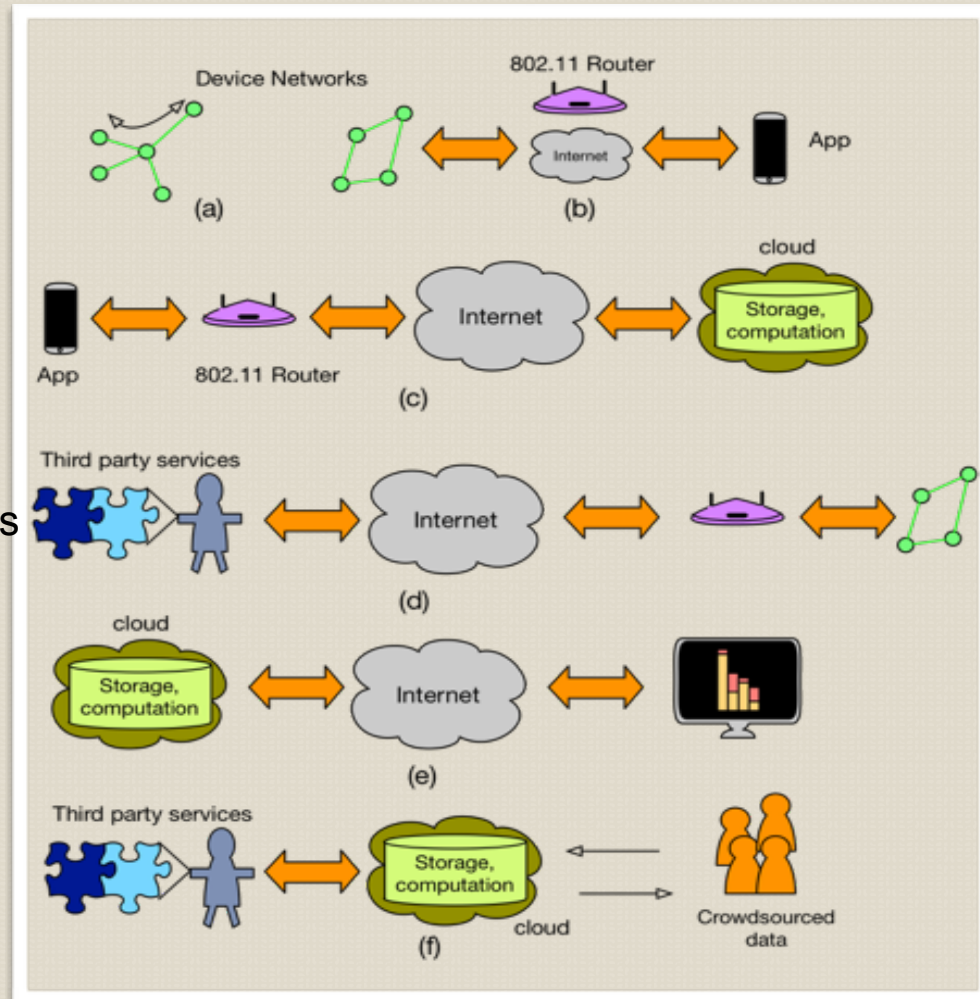 Device Networks
802.11 Router
Internet
App
(a)
(b)
cloud
Internet
Storage,
computation
App
802.11 Router
(c)
Third party services
s
Internet
(d)
cloud
Storage,
computation
Internet
(e)
Third party services
Storage,
computation
cloud
Crowdsourced
data
(f)